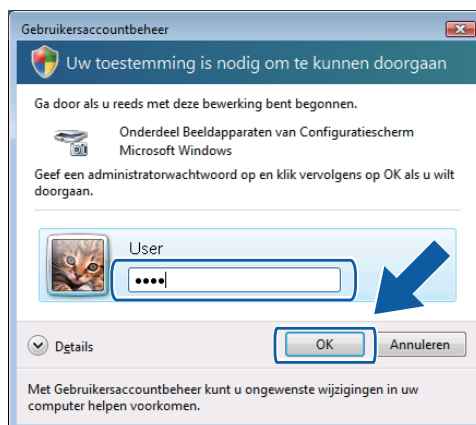 Gebruikersaccountbeheer
Uw toestemming is nodig om te kunnen doorgaan
Ga door als u reeds met deze bewerking bent begonnen.
Onderdeel Beeldapparaten van Configuratiescherm
Microsoft Windows
Geef een administratorwachtwoord op en klik vervolgens op OK als u wilt
doorgaan.
User
••••
OK
Annuleren
Details
Met Gebruikersaccountbeheer kunt u ongewenste wijzigingen in uw
computer helpen voorkomen.